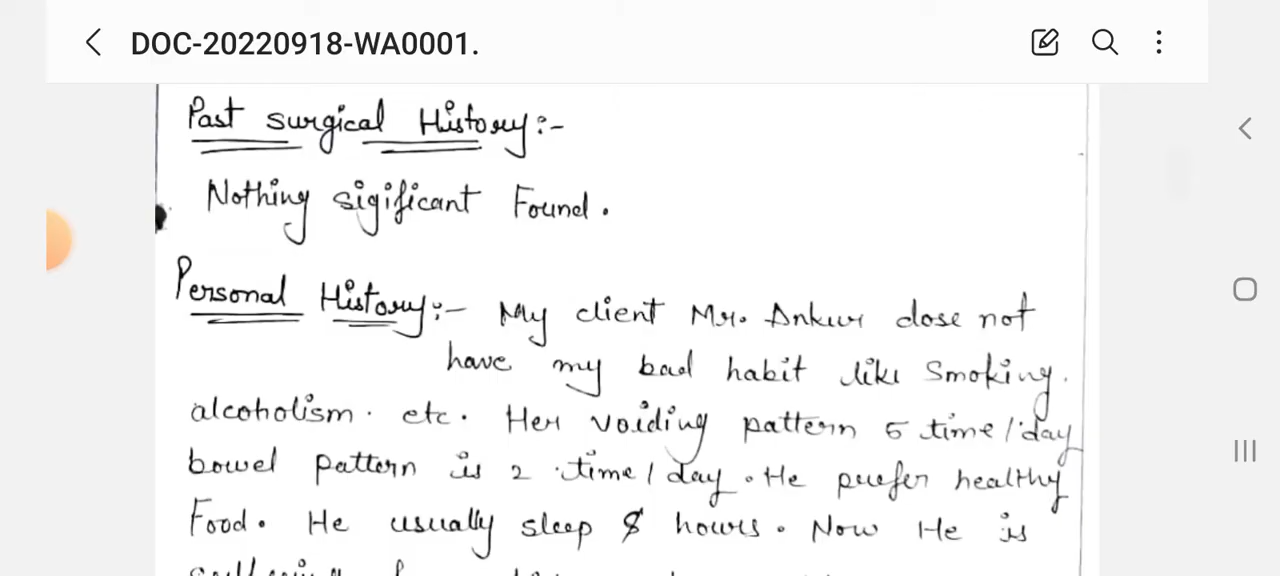 DOC-20220918-WA0001.
Past surgical History:-
Nothing sigificant Found.
Personal History:- My client Mr. Ankur dose not
have my bad habit like Smoking.
alcoholism. etc. Her voiding pattern 5 time/day
bowel pattern is 2 time/day. He prefer healthy
Food. He usually sleep 8 hours. Now He is